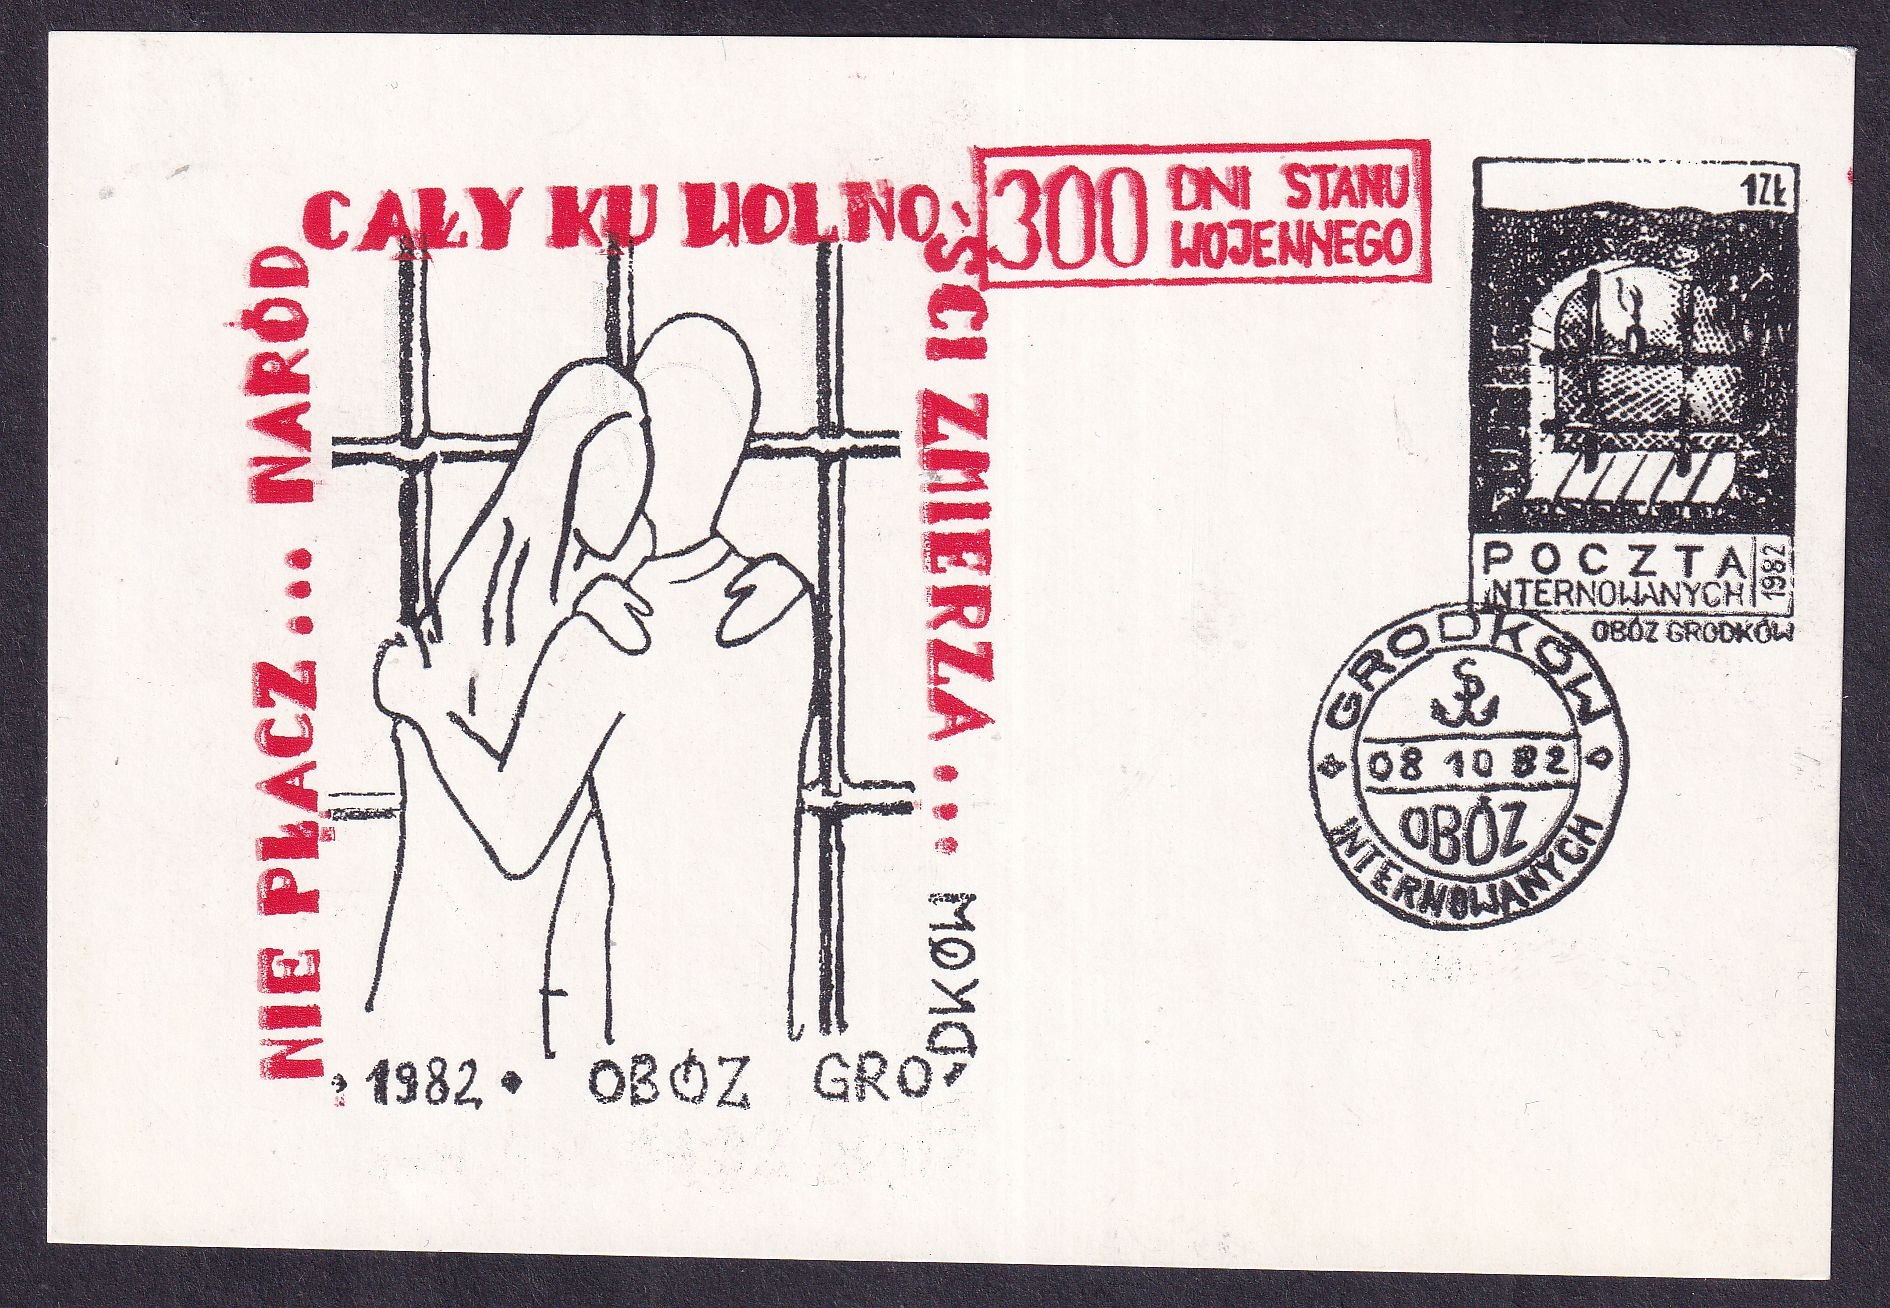 NIE PŁACZ... NARÓD
CAŁY KU WOLNO
ŚCI ZMIERZA...
1982 • OBÓZ GRO
DKÓW
300 DNI STANU
WOJENNEGO
1ZŁ
POCZTA
INTERNOWANYCH
1982
OBÓZ GRODKÓW
GRODKÓW
08 10 82
OBÓZ
INTERNOWANYCH